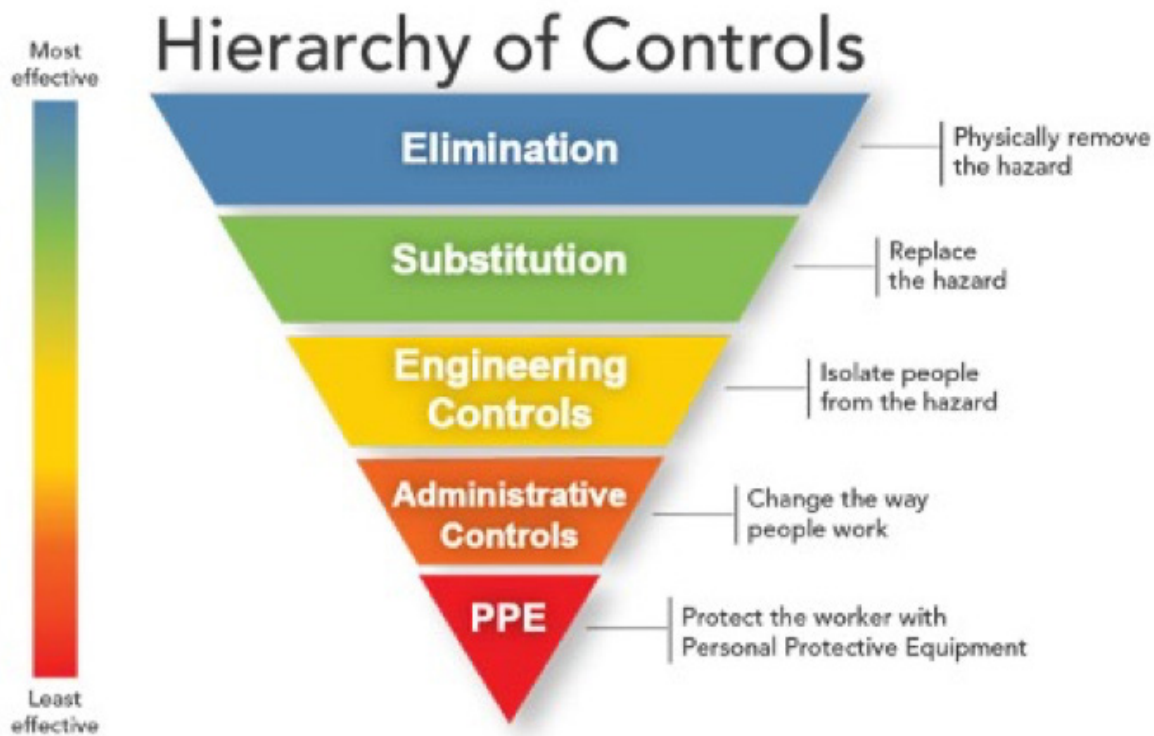 Hierarchy of Controls
Most
effective
Elimination
Physically remove
the hazard
Substitution
Replace
the hazard
Engineering
Controls
Isolate people
from the hazard
Administrative
Controls
Change the way
people work
PPE
Protect the worker with
Personal Protective Equipment
Least
effective